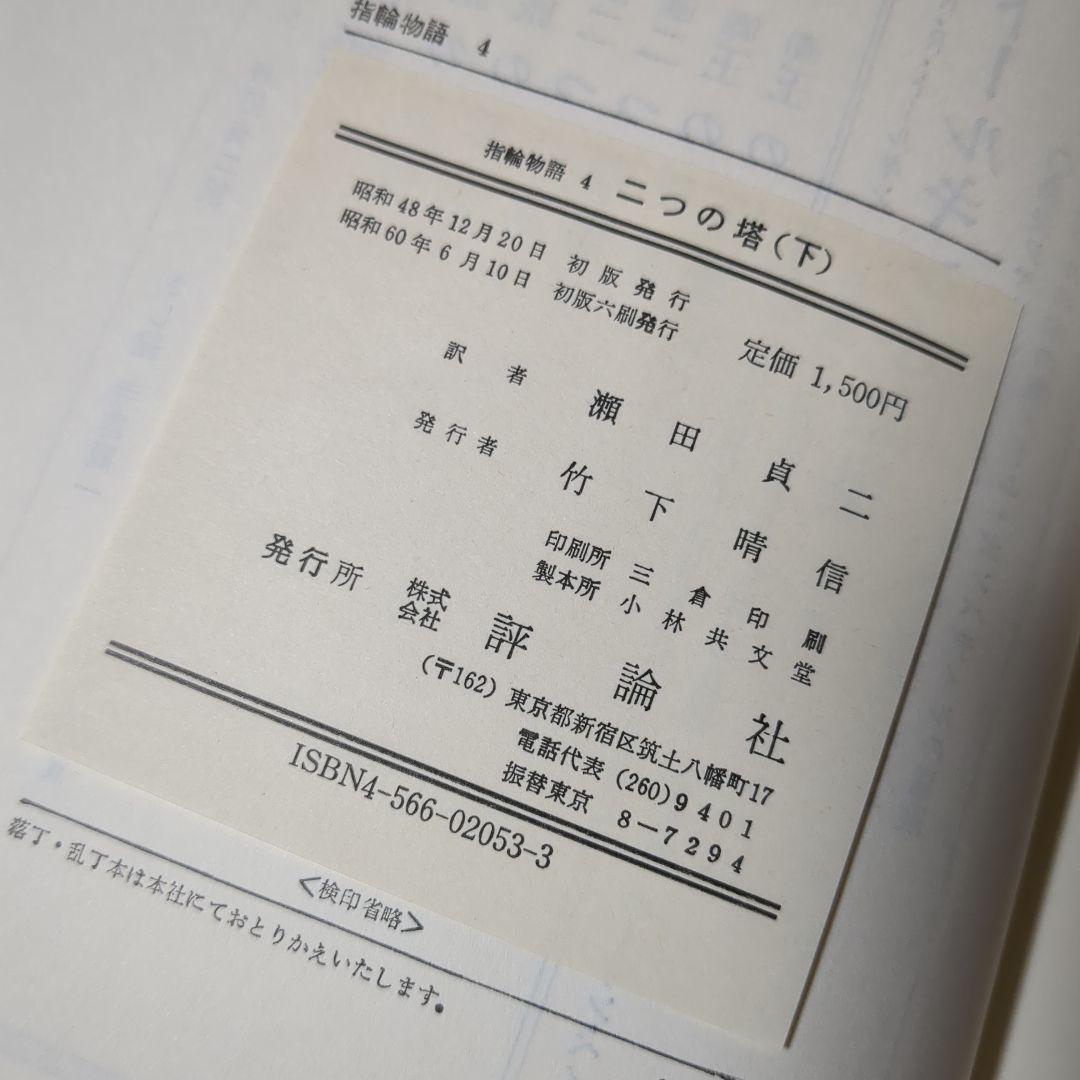 指輪物語 4
指輪物語 4 二つの塔(下)
昭和48年12月20日 初版発行
昭和60年6月10日 初版六刷発行
定価 1,500円
訳者 瀬田貞二
発行者 竹下晴信
印刷所 三倉印刷
製本所 小林共文堂
発行所 株式会社 評論社
(〒162)東京都新宿区筑土八幡町17
電話代表 (260)9401
振替東京 8-7294
ISBN4-566-02053-3
<検印省略>
落丁・乱丁本は本社にておとりかえいたします。